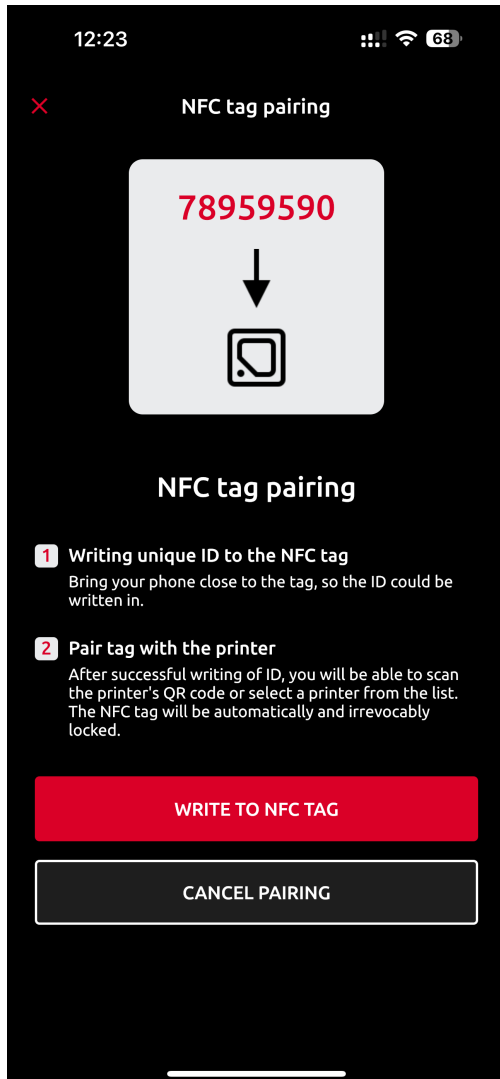 12:23
68
NFC tag pairing
78959590
NFC tag pairing
1 Writing unique ID to the NFC tag
Bring your phone close to the tag, so the ID could be
written in.
2 Pair tag with the printer
After successful writing of ID, you will be able to scan
the printer's QR code or select a printer from the list.
The NFC tag will be automatically and irrevocably
locked.
WRITE TO NFC TAG
CANCEL PAIRING